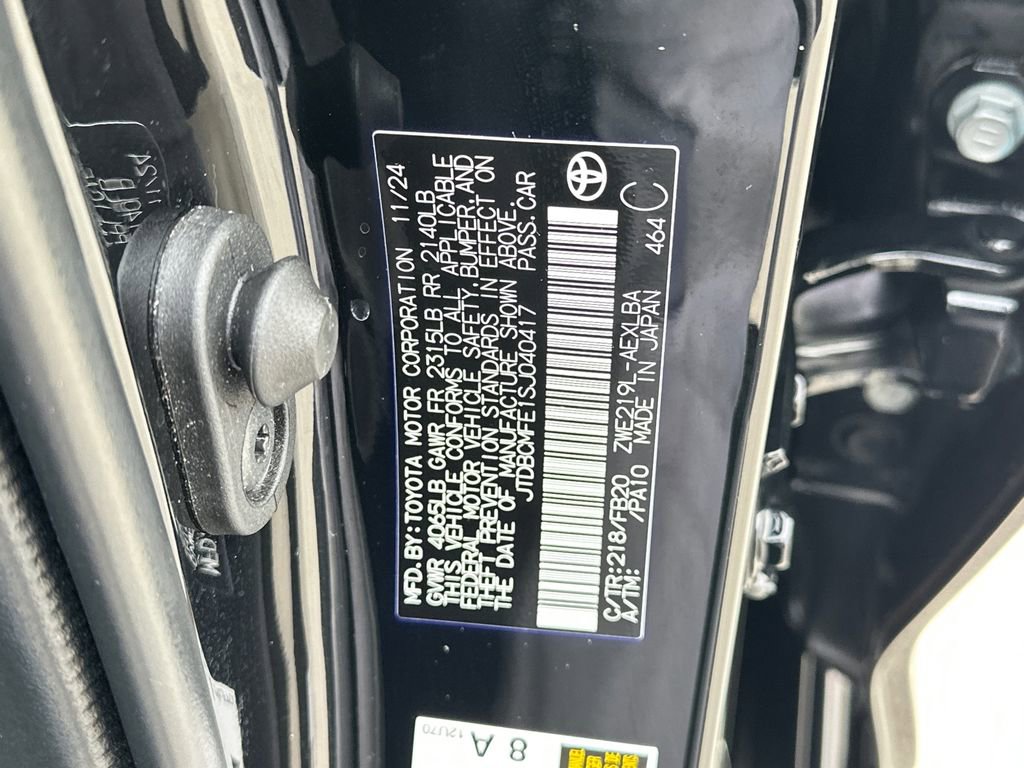 MFD. BY: TOYOTA MOTOR CORPORATION 11/24
GVWR 4065LB GAWR FR 2315LB RR 2140LB
THIS VEHICLE CONFORMS TO ALL APPLICABLE
FEDERAL MOTOR VEHICLE SAFETY, BUMPER, AND
THEFT PREVENTION STANDARDS IN EFFECT ON
THE DATE OF MANUFACTURE SHOWN ABOVE.
JTDBCMFE1SJ040417 PASS. CAR
C/TR: 218/FB20 ZWE219L-AEXLBA
A/TM: /PA10 MADE IN JAPAN 464 C
8 A
12U70